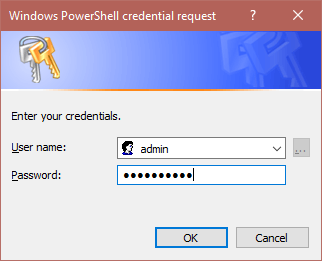 Windows PowerShell credential request ? ×
Enter your credentials.
User name: admin ...
Password: ●●●●●●●●●●
OK Cancel